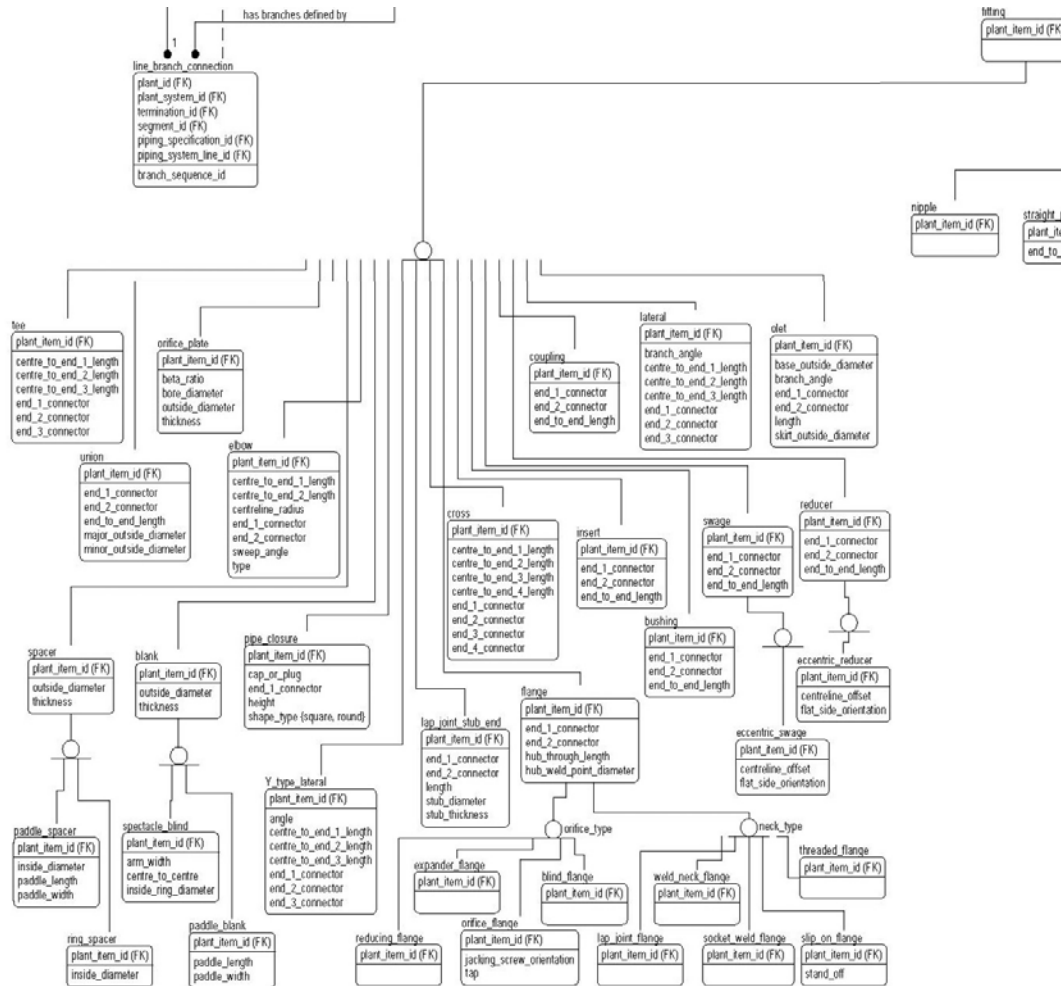 has branches defined by
1
line_branch_connection
plant_id (FK)
plant_system_id (FK)
termination_id (FK)
segment_id (FK)
piping_specification_id (FK)
piping_system_line_id (FK)
branch_sequence_id
fitting
plant_item_id (FK
nipple
plant_item_id (FK)
straight_
plant_ite
end_to_
tee
plant_item_id (FK)
centre_to_end_1_length
centre_to_end_2_length
centre_to_end_3_length
end_1_connector
end_2_connector
end_3_connector
orifice_plate
plant_item_id (FK)
beta_ratio
bore_diameter
outside_diameter
thickness
coupling
plant_item_id (FK)
end_1_connector
end_2_connector
end_to_end_length
lateral
plant_item_id (FK)
branch_angle
centre_to_end_1_length
centre_to_end_2_length
centre_to_end_3_length
end_1_connector
end_2_connector
end_3_connector
olet
plant_item_id (FK)
base_outside_diameter
branch_angle
end_1_connector
end_2_connector
length
skirt_outside_diameter
union
plant_item_id (FK)
end_1_connector
end_2_connector
end_to_end_length
major_outside_diameter
minor_outside_diameter
elbow
plant_item_id (FK)
centre_to_end_1_length
centre_to_end_2_length
centreline_radius
end_1_connector
end_2_connector
sweep_angle
type
cross
plant_item_id (FK)
centre_to_end_1_length
centre_to_end_2_length
centre_to_end_3_length
centre_to_end_4_length
end_1_connector
end_2_connector
end_3_connector
end_4_connector
insert
plant_item_id (FK)
end_1_connector
end_2_connector
end_to_end_length
swage
plant_item_id (FK)
end_1_connector
end_2_connector
end_to_end_length
reducer
plant_item_id (FK)
end_1_connector
end_2_connector
end_to_end_length
bushing
plant_item_id (FK)
end_1_connector
end_2_connector
end_to_end_length
spacer
plant_item_id (FK)
outside_diameter
thickness
blank
plant_item_id (FK)
outside_diameter
thickness
pipe_closure
plant_item_id (FK)
cap_or_plug
end_1_connector
height
shape_type {square, round}
eccentric_reducer
plant_item_id (FK)
centreline_offset
flat_side_orientation
flange
plant_item_id (FK)
end_1_connector
end_2_connector
hub_through_length
hub_weld_point_diameter
lap_joint_stub_end
plant_item_id (FK)
end_1_connector
end_2_connector
length
stub_diameter
stub_thickness
eccentric_swage
plant_item_id (FK)
centreline_offset
flat_side_orientation
Y_type_lateral
plant_item_id (FK)
angle
centre_to_end_1_length
centre_to_end_2_length
centre_to_end_3_length
end_1_connector
end_2_connector
end_3_connector
paddle_spacer
plant_item_id (FK)
inside_diameter
paddle_length
paddle_width
spectacle_blind
plant_item_id (FK)
arm_width
centre_to_centre
inside_ring_diameter
orifice_type
neck_type
expander_flange
plant_item_id (FK)
blind_flange
plant_item_id (FK)
weld_neck_flange
plant_item_id (FK)
threaded_flange
plant_item_id (FK)
ring_spacer
plant_item_id (FK)
inside_diameter
paddle_blank
plant_item_id (FK)
paddle_length
paddle_width
reducing_flange
plant_item_id (FK)
orifice_flange
plant_item_id (FK)
jacking_screw_orientation
tap
lap_joint_flange
plant_item_id (FK)
socket_weld_flange
plant_item_id (FK)
slip_on_flange
plant_item_id (FK)
stand_off